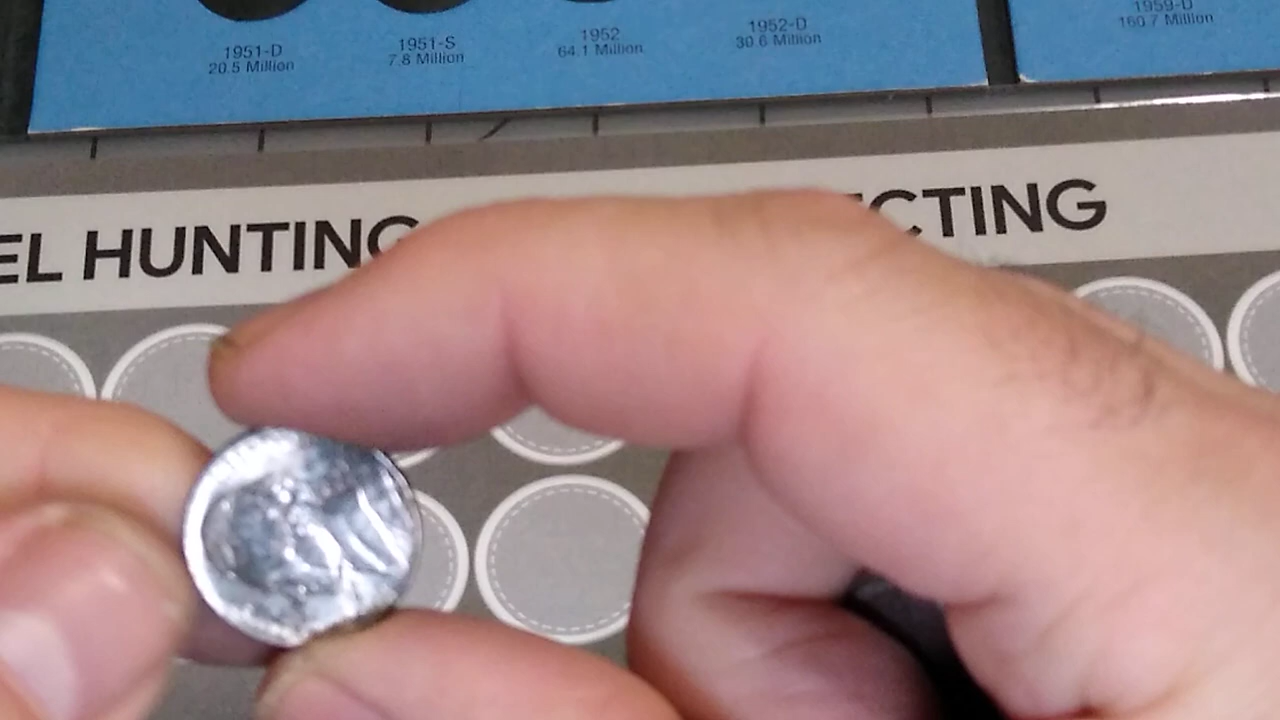 1951-D
20.5 Million
1951-S
7.8 Million
1952
64.1 Million
1952-D
30.6 Million
1959-D
160.7 Million
EL HUNTING ECTING